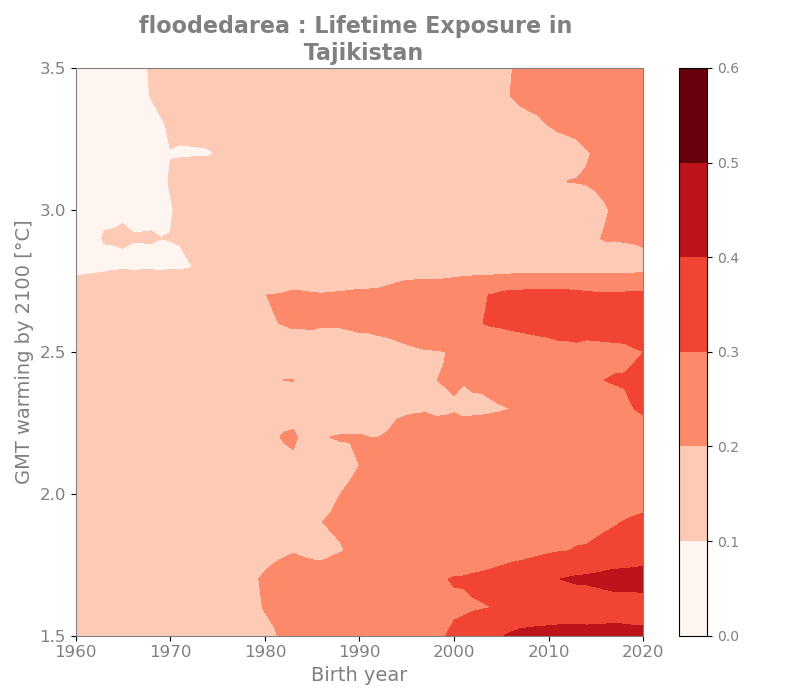 floodedarea : Lifetime Exposure in
Tajikistan
3.5
3.0
2.5
2.0
1.5
GMT warming by 2100 [°C]
1960 1970 1980 1990 2000 2010 2020
Birth year
0.6
0.5
0.4
0.3
0.2
0.1
0.0